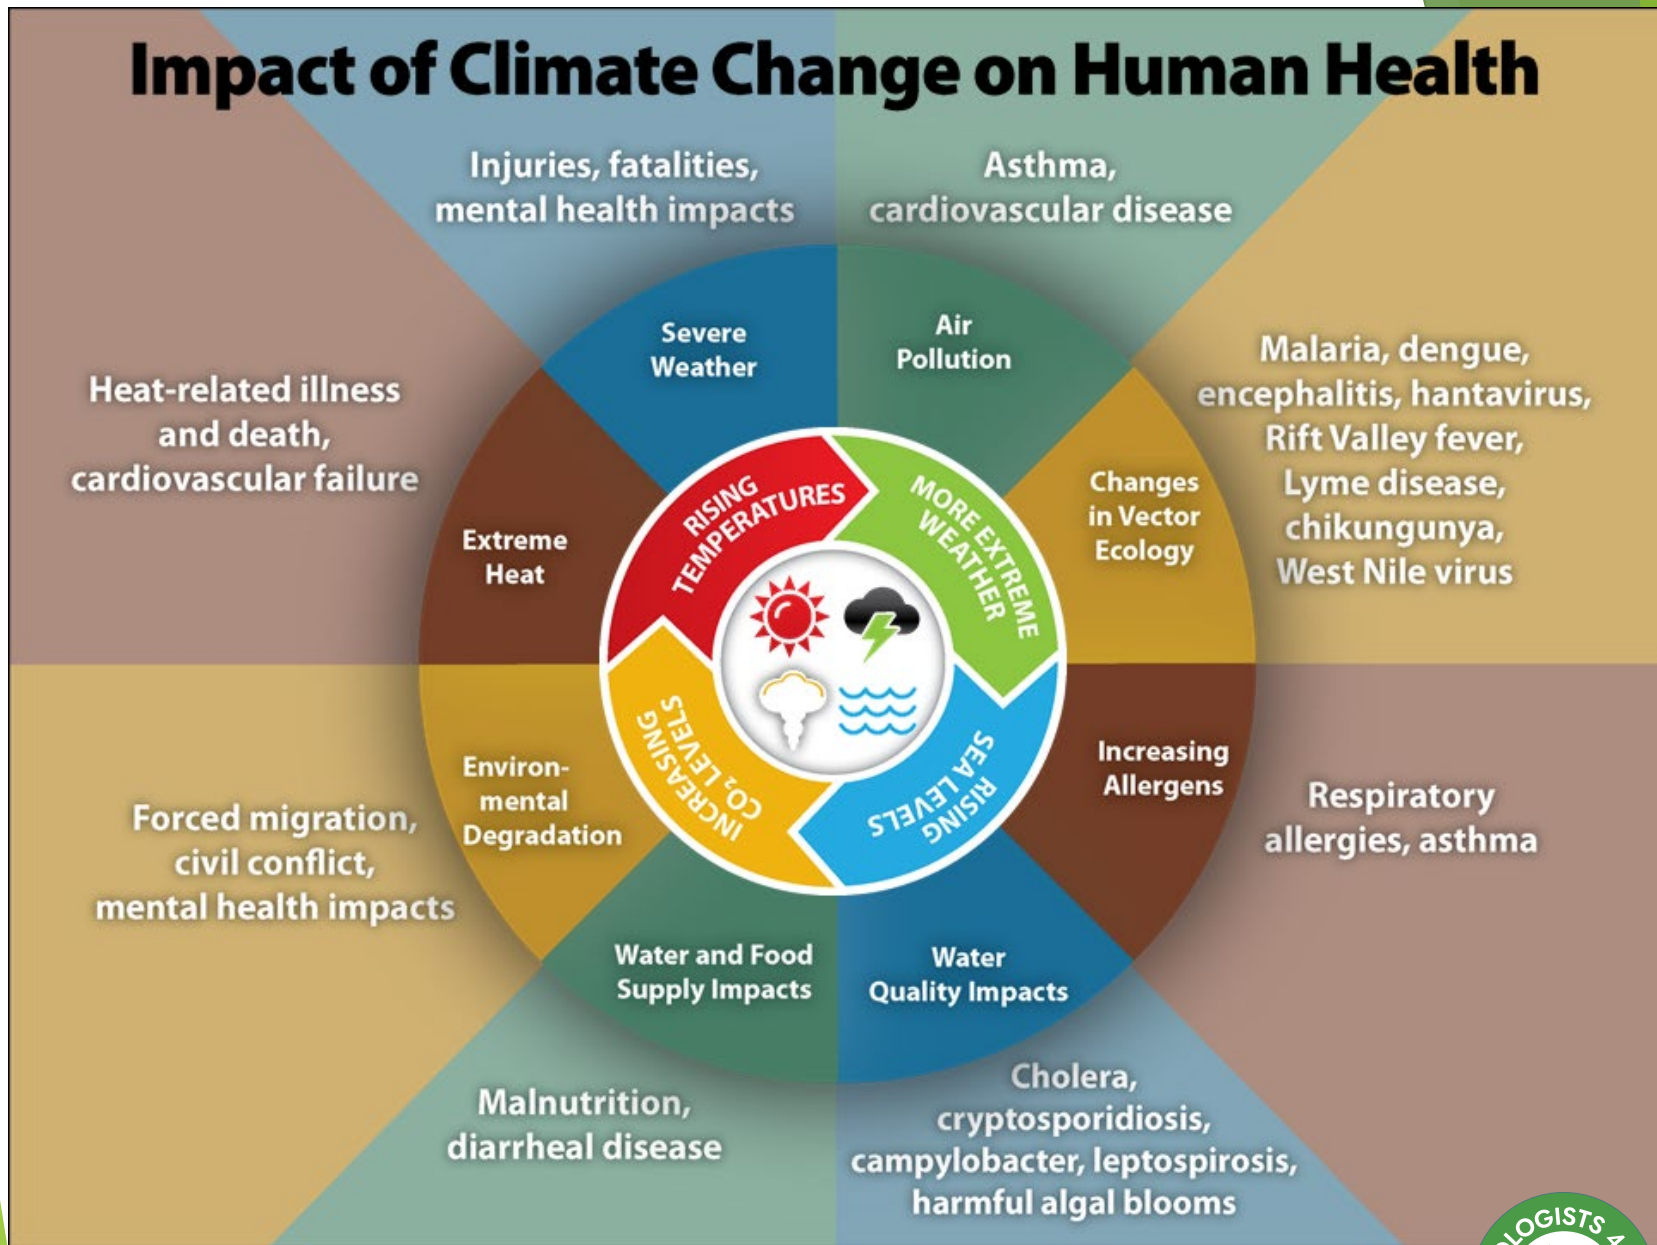 Impact of Climate Change on Human Health
Injuries, fatalities,
mental health impacts
Asthma,
cardiovascular disease
Severe
Weather
Air
Pollution
Malaria, dengue,
encephalitis, hantavirus,
Rift Valley fever,
Lyme disease,
chikungunya,
West Nile virus
Heat-related illness
and death,
cardiovascular failure
Changes
in Vector
Ecology
Extreme
Heat
RISING
TEMPERATURES
MORE EXTREME
WEATHER
INCREASING
CO₂ LEVELS
RISING
SEA LEVELS
Increasing
Allergens
Respiratory
allergies, asthma
Environ-
mental
Degradation
Forced migration,
civil conflict,
mental health impacts
Water and Food
Supply Impacts
Water
Quality Impacts
Malnutrition,
diarrheal disease
Cholera,
cryptosporidiosis,
campylobacter, leptospirosis,
harmful algal blooms